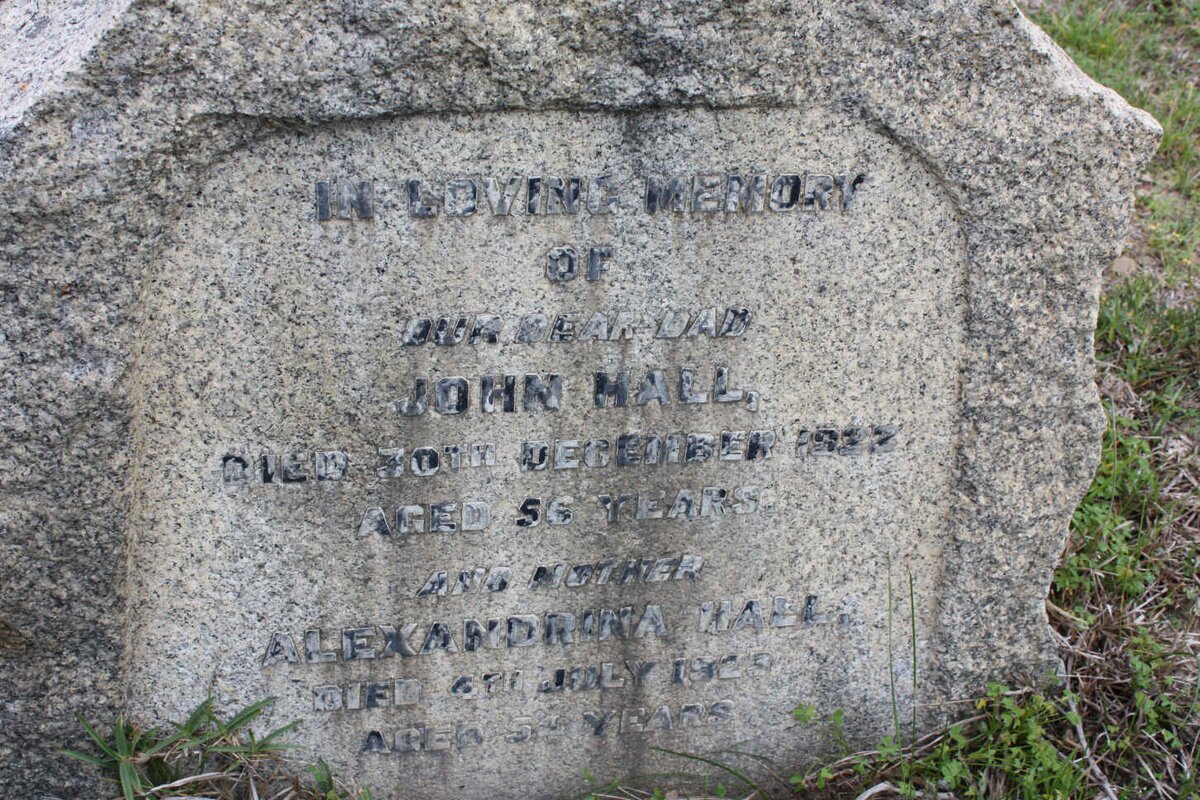 IN LOVING MEMORY
OF
OUR DEAR DAD
JOHN HALL,
DIED 30TH DECEMBER 1922
AGED 56 YEARS.
AND MOTHER
ALEXANDRINA HALL,
DIED 4TH JULY
AGED YEARS